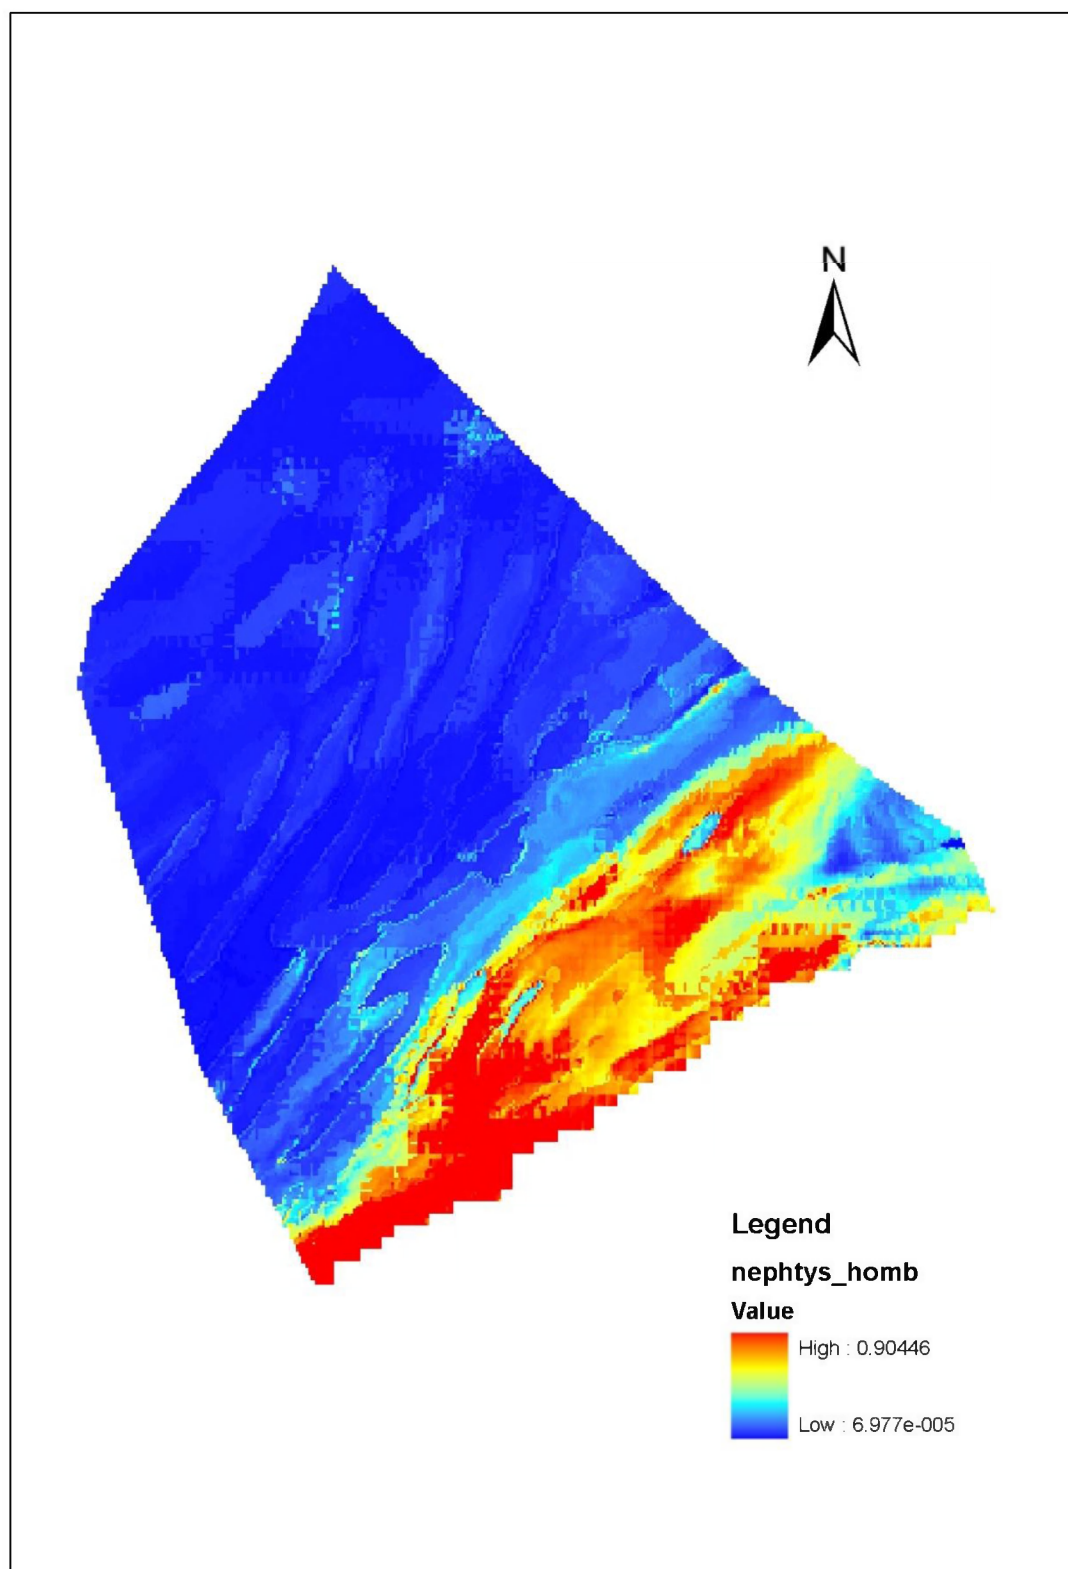 N
Legend
nephtys_homb
Value
High : 0.90446
Low : 6.977e-005